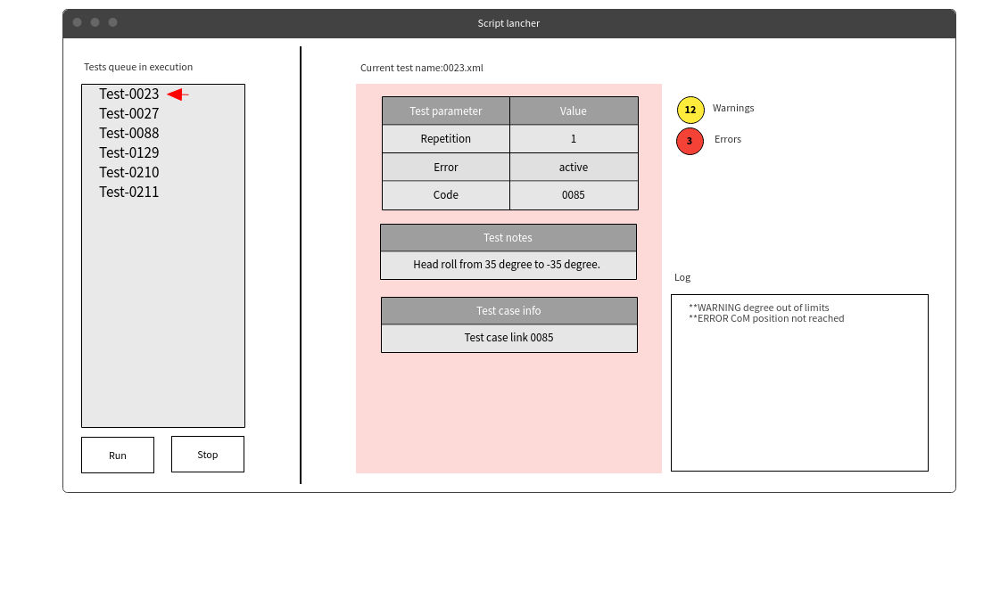 Script lancher
Tests queue in execution
Test-0023
Test-0027
Test-0088
Test-0129
Test-0210
Test-0211
Run
Stop
Current test name:0023.xml
Test parameter Value
Repetition 1
Error active
Code 0085
Test notes
Head roll from 35 degree to -35 degree.
Test case info
Test case link 0085
12 Warnings
3 Errors
Log
**WARNING degree out of limits
**ERROR CoM position not reached